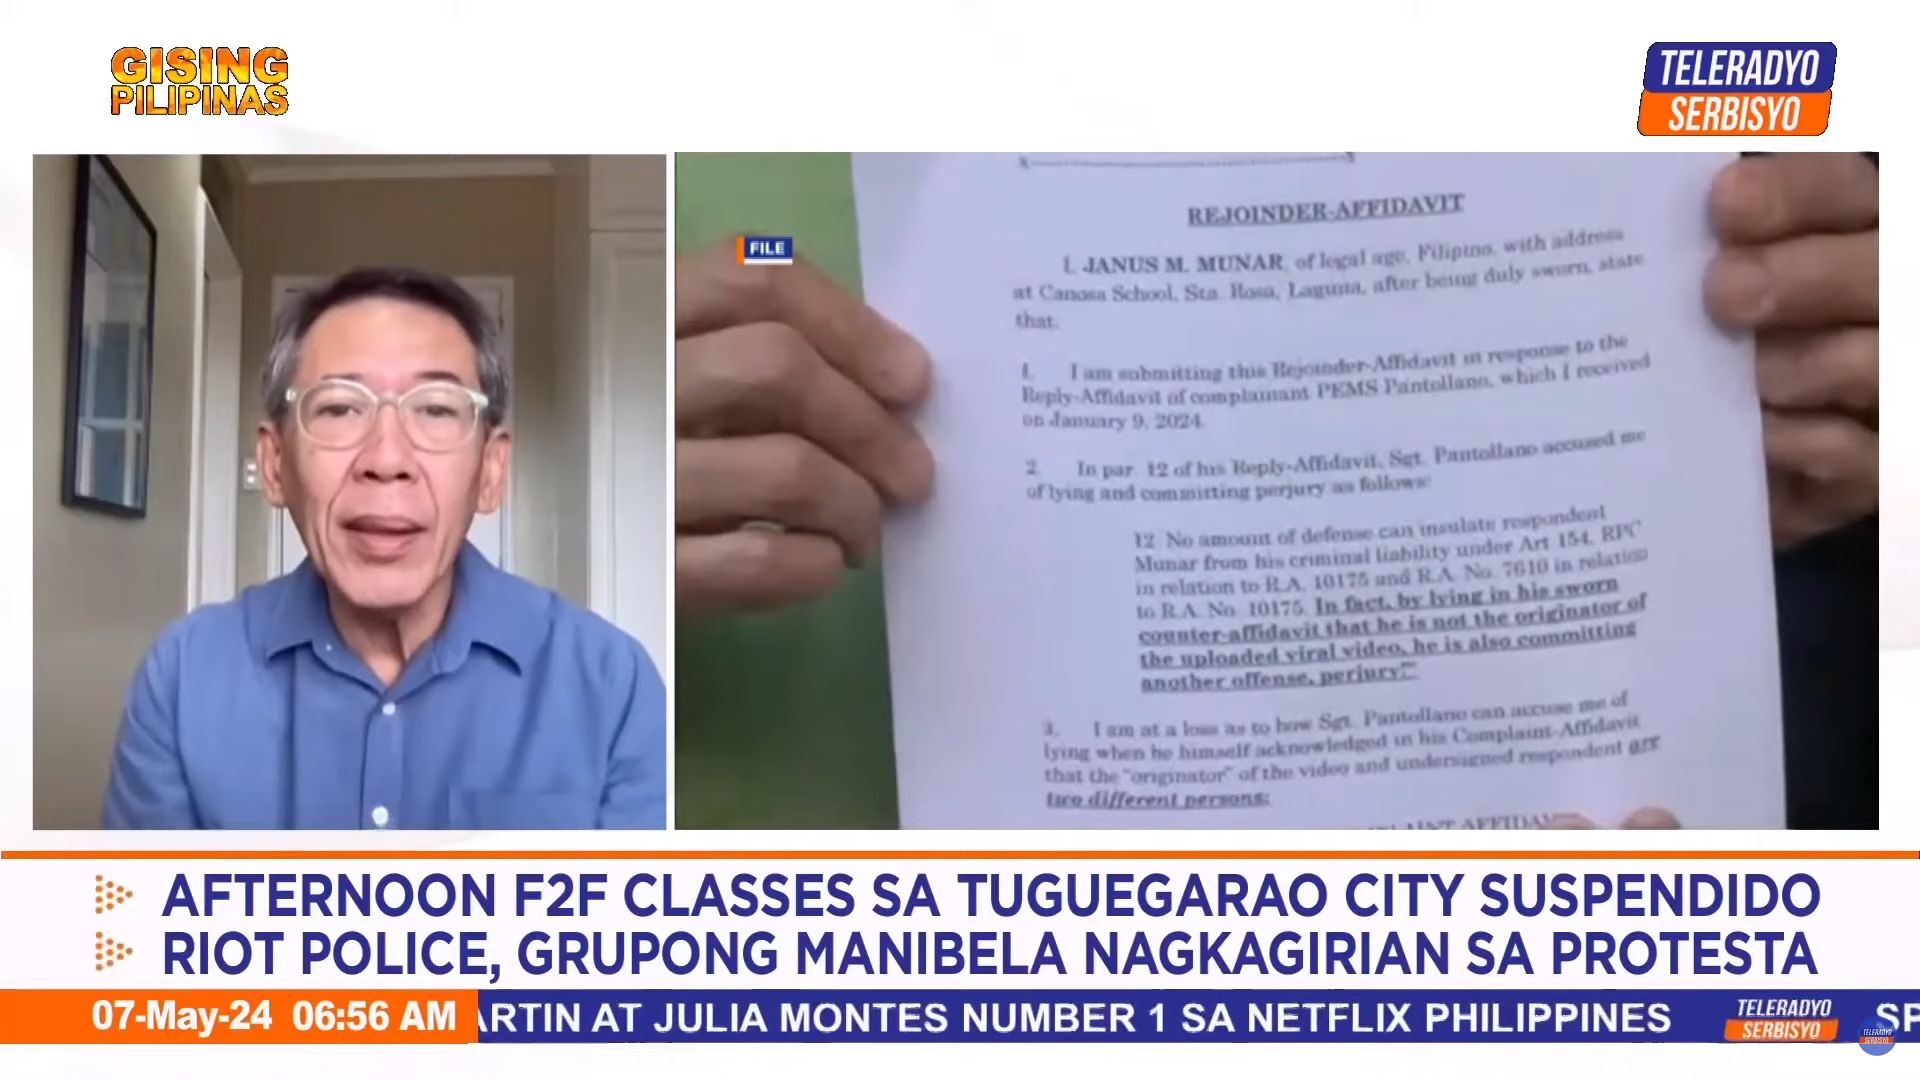 GISING
PILIPINAS
TELERADYO
SERBISYO
FILE
REJOINDER-AFFIDAVIT
I, JANUS M. MUNAR, of legal age, Filipino, with address
at Canossa School, Sta. Rosa, Laguna, after being duly sworn, state
that:
1. I am submitting this Rejoinder-Affidavit in response to the
Reply-Affidavit of complainant PEMS Pantollano, which I received
on January 9, 2024.
2. In par. 12 of his Reply-Affidavit, Sgt. Pantollano accused me
of lying and committing perjury as follows:
12. No amount of defense can insulate respondent
Munar from his criminal liability under Art 154, RPC
in relation to R.A. 10175 and R.A. No. 7610 in relation
to R.A. No. 10175. In fact, by lying in his sworn
counter-affidavit that he is not the originator of
the uploaded viral video, he is also committing
another offense, perjury."
3. I am at a loss as to how Sgt. Pantollano can accuse me of
lying when he himself acknowledged in his Complaint-Affidavit
that the "originator" of the video and undersigned respondent are
two different persons:
AFTERNOON F2F CLASSES SA TUGUEGARAO CITY SUSPENDIDO
RIOT POLICE, GRUPONG MANIBELA NAGKAGIRIAN SA PROTESTA
07-May-24 06:56 AM ARTIN AT JULIA MONTES NUMBER 1 SA NETFLIX PHILIPPINES TELERADYO SERBISYO SP
TELERADYO
SERBISYO